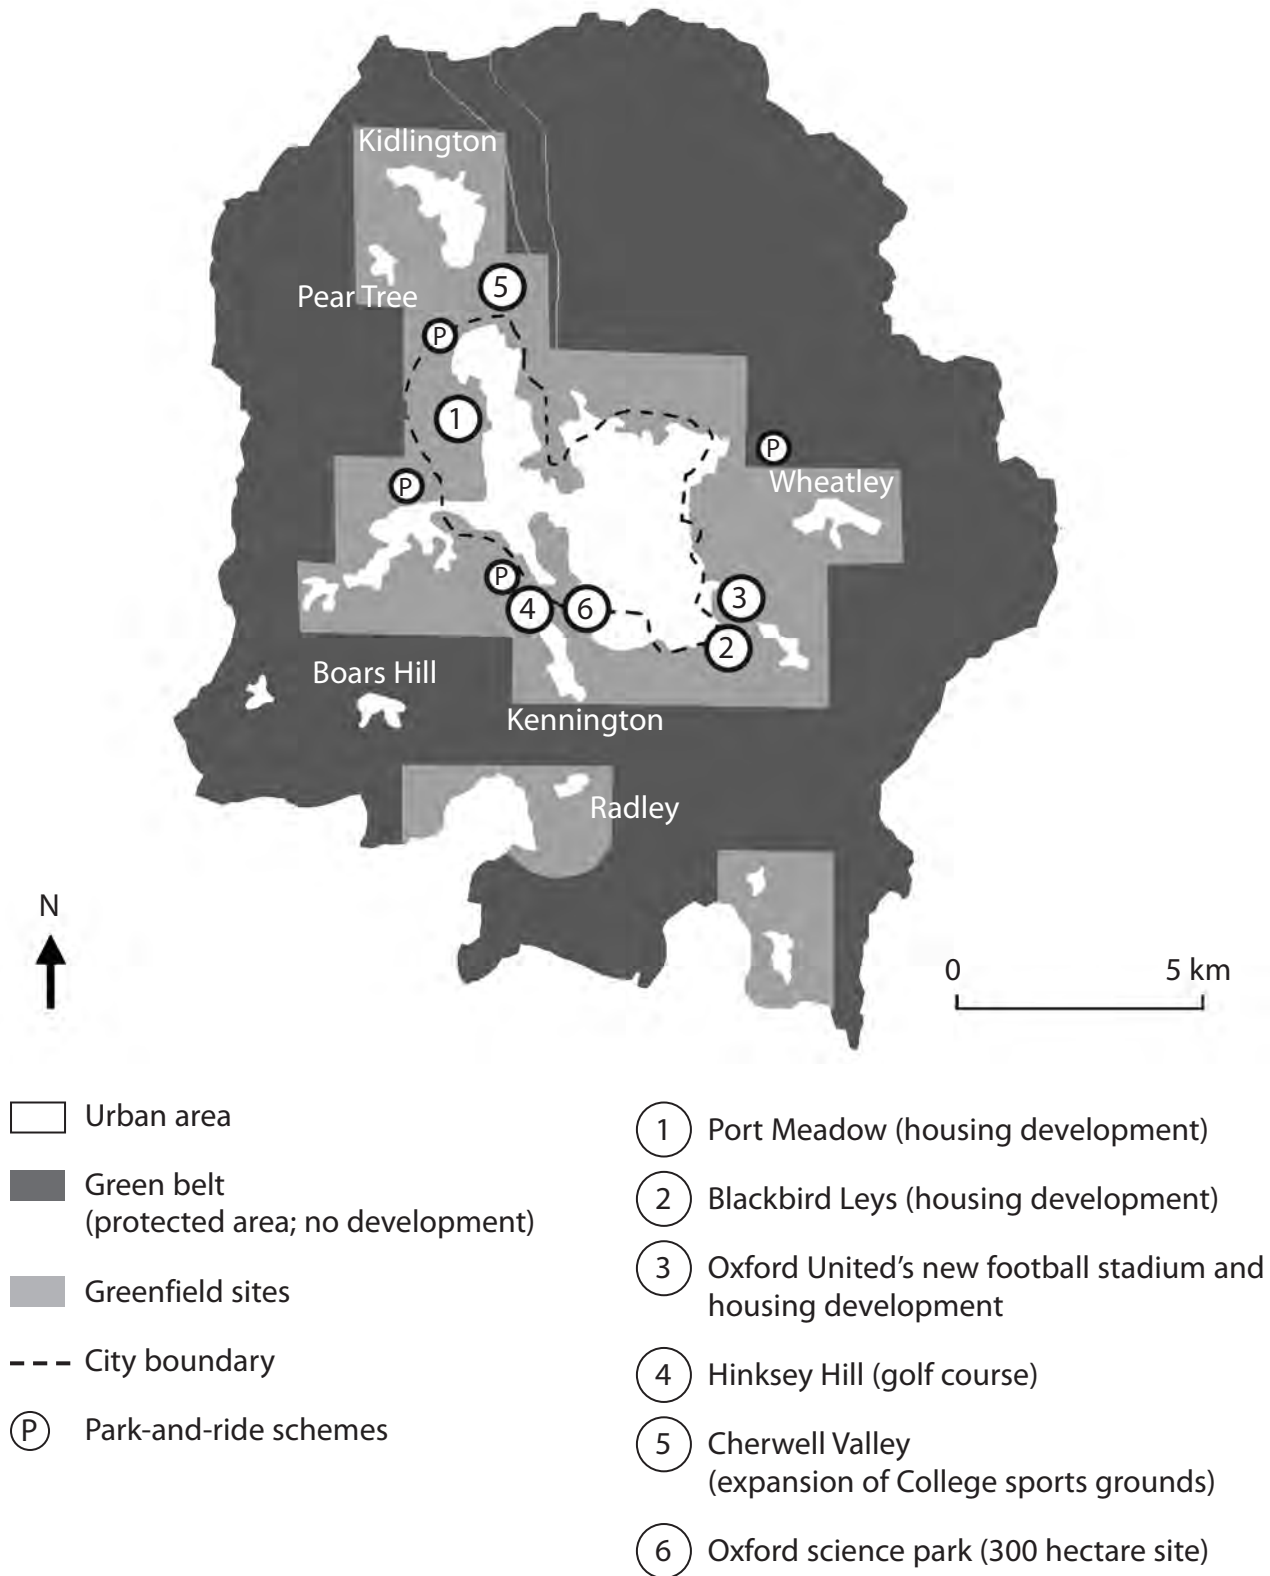 Kidlington
5
Pear Tree
P
1
P
Wheatley
P
P
3
4
6
2
Boars Hill
Kennington
Radley
N
0
5 km
Urban area
Green belt
(protected area; no development)
Greenfield sites
City boundary
P Park-and-ride schemes
1 Port Meadow (housing development)
2 Blackbird Leys (housing development)
3 Oxford United’s new football stadium and
housing development
4 Hinksey Hill (golf course)
5 Cherwell Valley
(expansion of College sports grounds)
6 Oxford science park (300 hectare site)